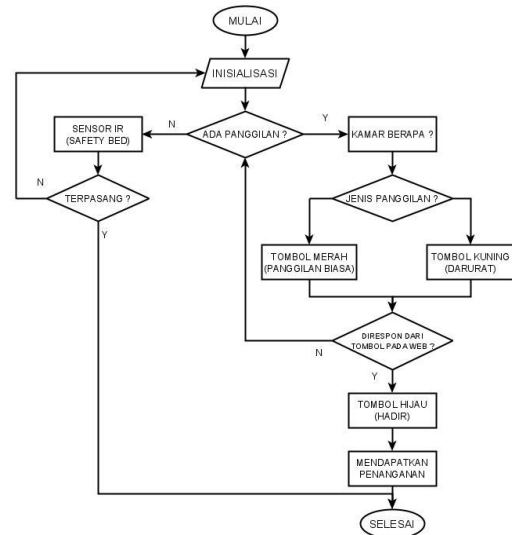 MULAI
INISIALISASI
ADA PANGGILAN ?
N
Y
SENSOR IR
(SAFETY BED)
KAMAR BERAPA ?
TERPASANG ?
N
Y
JENIS PANGGILAN ?
TOMBOL MERAH
(PANGGILAN BIASA)
TOMBOL KUNING
(DARURAT)
DIRESPON DARI
TOMBOL PADA WEB ?
N
Y
TOMBOL HIJAU
(HADIR)
MENDAPATKAN
PENANGANAN
SELESAI